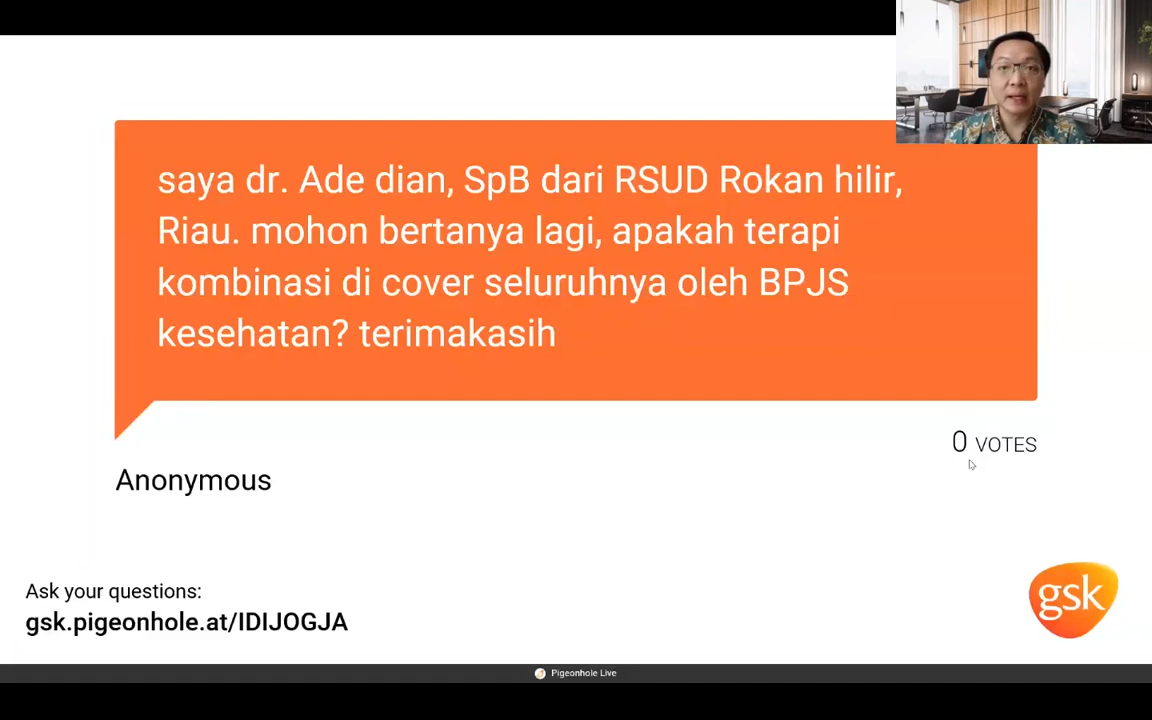 saya dr. Ade dian, SpB dari RSUD Rokan hilir,
Riau. mohon bertanya lagi, apakah terapi
kombinasi di cover seluruhnya oleh BPJS
kesehatan? terimakasih
0 VOTES
Anonymous
Ask your questions:
gsk.pigeonhole.at/IDIJOGJA
gsk
Pigeonhole Live